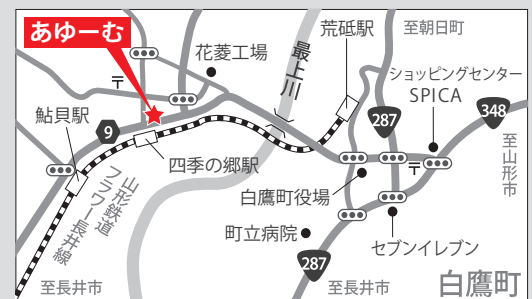 あゆーむ
花菱工場
荒砥駅
至朝日町
最上川
ショッピングセンター
SPICA
〒
鮎貝駅
9
287
348
至山形市
四季の郷駅
〒
白鷹町役場
山形鉄道
フラワー長井線
町立病院
セブンイレブン
287
至長井市
至長井市
白鷹町